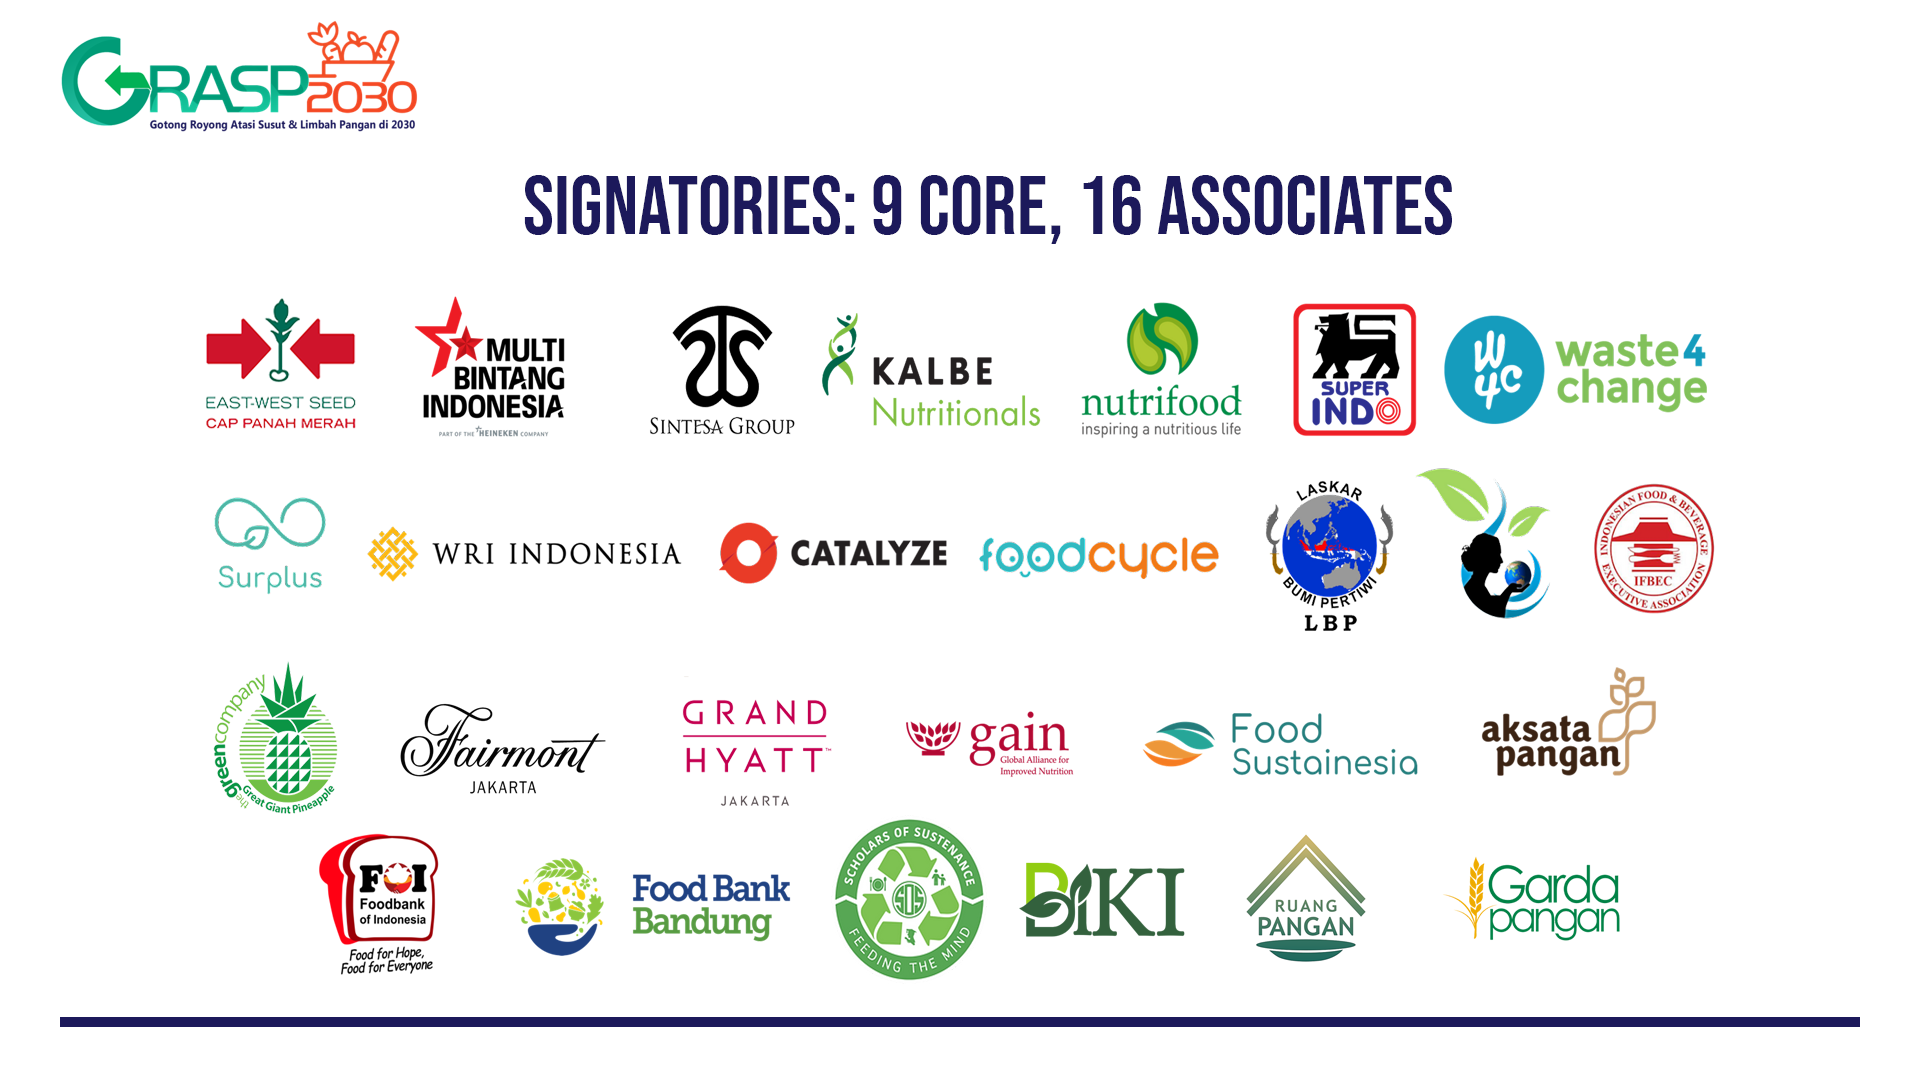 GRASP2030
Gotong Royong Atasi Susut & Limbah Pangan di 2030
SIGNATORIES: 9 CORE, 16 ASSOCIATES
EAST-WEST SEED
CAP PANAH MERAH
MULTI
BINTANG
INDONESIA
PART OF THE HEINEKEN COMPANY
SINTESA GROUP
KALBE
Nutritionals
nutrifood
inspiring a nutritious life
SUPER
INDO
W4C
waste4
change
Surplus
WRI INDONESIA
CATALYZE
foodcycle
LASKAR
BUMI PERTIWI
LBP
INDONESIAN FOOD & BEVERAGE
IFBEC
EXECUTIVE ASSOCIATION
the green company
Great Giant Pineapple
Fairmont
JAKARTA
GRAND
HYATT™
JAKARTA
gain
Global Alliance for
Improved Nutrition
Food
Sustainesia
aksata
pangan
FOI
Foodbank
of Indonesia
Food for Hope,
Food for Everyone
Food Bank
Bandung
SCHOLARS OF SUSTENANCE
SOS
FEEDING THE MIND
BIKI
RUANG
PANGAN
Garda
pangan